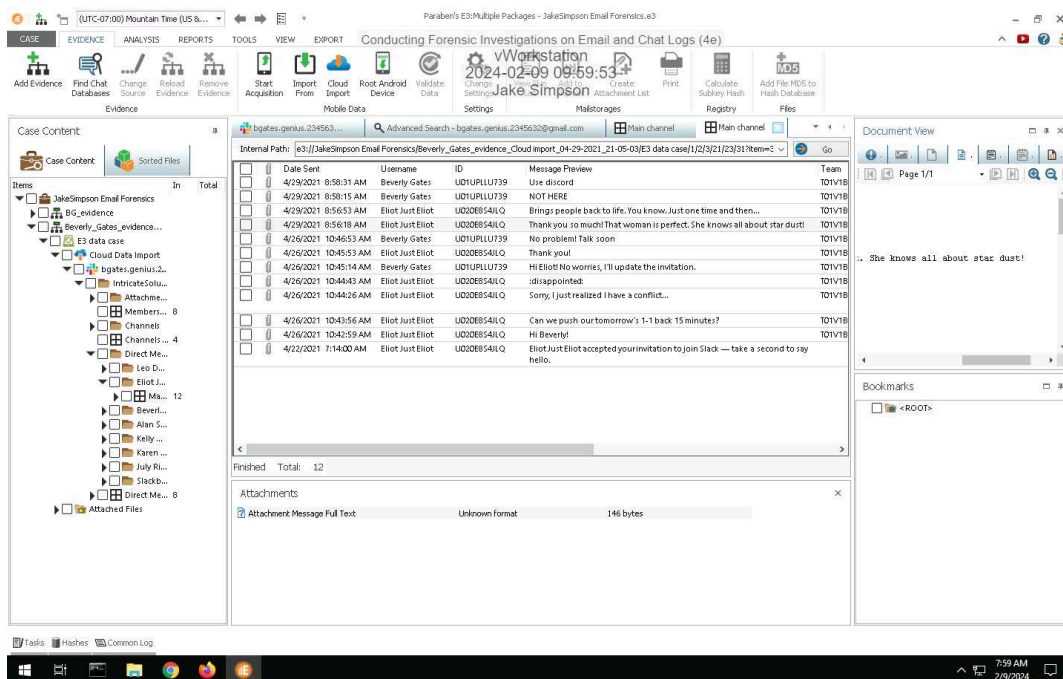 (UTC-07:00) Mountain Time (US &...
Paraben's E3:Multiple Packages - JakeSimpson Email Forensics.e3
CASE EVIDENCE ANALYSIS REPORTS TOOLS VIEW EXPORT
Conducting Forensic Investigations on Email and Chat Logs (4e)
vWorkstation
2024-02-09 09:59:53
Jake Simpson
Add Evidence
Find Chat Databases
Change Source
Reload Evidence
Remove Evidence
Evidence
Start Acquisition
Import From
Cloud Import
Root Android Device
Validate Data
Mobile Data
Change Settings
Settings
Create Attachment List
Print
Mailstorages
Calculate Subkey Hash
Registry
MD5
Add File MD5 to Hash Database
Files
Case Content
Case Content
Sorted Files
Items In Total
JakeSimpson Email Forensics
BG_evidence
Beverly_Gates_evidence...
E3 data case
Cloud Data Import
bgates.genius.2...
IntricateSolu...
Attachme...
Members... 8
Channels
Channels ... 4
Direct Me...
Leo D...
Eliot J...
Ma... 12
Beverl...
Alan S...
Kelly ...
Karen ...
July Ri...
Slackb...
Direct Me... 8
Attached Files
bgates.genius.234563...
Advanced Search - bgates.genius.2345632@gmail.com
Main channel
Main channel
Internal Path: e3://JakeSimpson Email Forensics/Beverly_Gates_evidence_Cloud import_04-29-2021_21-05-03/E3 data case/1/2/3/21/23/31?item=3 Go
Date Sent Username ID Message Preview Team
4/29/2021 8:58:31 AM Beverly Gates U01UPLLU739 Use discord T01V1B
4/29/2021 8:58:15 AM Beverly Gates U01UPLLU739 NOT HERE T01V1B
4/29/2021 8:56:53 AM Eliot Just Eliot U020E8S4JLQ Brings people back to life. You know. Just one time and then... T01V1B
4/29/2021 8:56:18 AM Eliot Just Eliot U020E8S4JLQ Thank you so much! That woman is perfect. She knows all about star dust! T01V1B
4/26/2021 10:46:53 AM Beverly Gates U01UPLLU739 No problem! Talk soon T01V1B
4/26/2021 10:45:53 AM Eliot Just Eliot U020E8S4JLQ Thank you! T01V1B
4/26/2021 10:45:14 AM Beverly Gates U01UPLLU739 Hi Eliot! No worries, I'll update the invitation. T01V1B
4/26/2021 10:44:43 AM Eliot Just Eliot U020E8S4JLQ :disappointed: T01V1B
4/26/2021 10:44:26 AM Eliot Just Eliot U020E8S4JLQ Sorry, I just realized I have a conflict... T01V1B
4/26/2021 10:43:56 AM Eliot Just Eliot U020E8S4JLQ Can we push our tomorrow's 1-1 back 15 minutes? T01V1B
4/26/2021 10:42:59 AM Eliot Just Eliot U020E8S4JLQ Hi Beverly! T01V1B
4/22/2021 7:14:00 AM Eliot Just Eliot U020E8S4JLQ Eliot Just Eliot accepted your invitation to join Slack — take a second to say
hello.
Finished Total: 12
Attachments
Attachment Message Full Text Unknown format 146 bytes
Document View
Page 1/1
:. She knows all about star dust!
Bookmarks
<ROOT>
Tasks Hashes Common Log
7:59 AM
2/9/2024